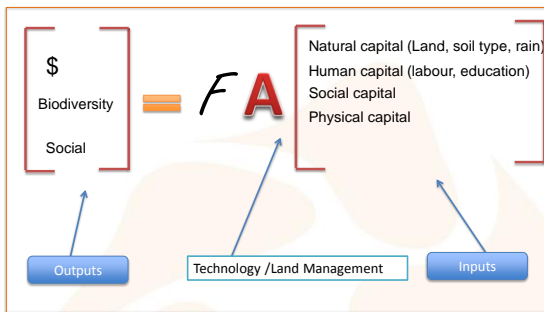 $
Biodiversity
Social
=
F A
Natural capital (Land, soil type, rain)
Human capital (labour, education)
Social capital
Physical capital
Outputs
Technology /Land Management
Inputs